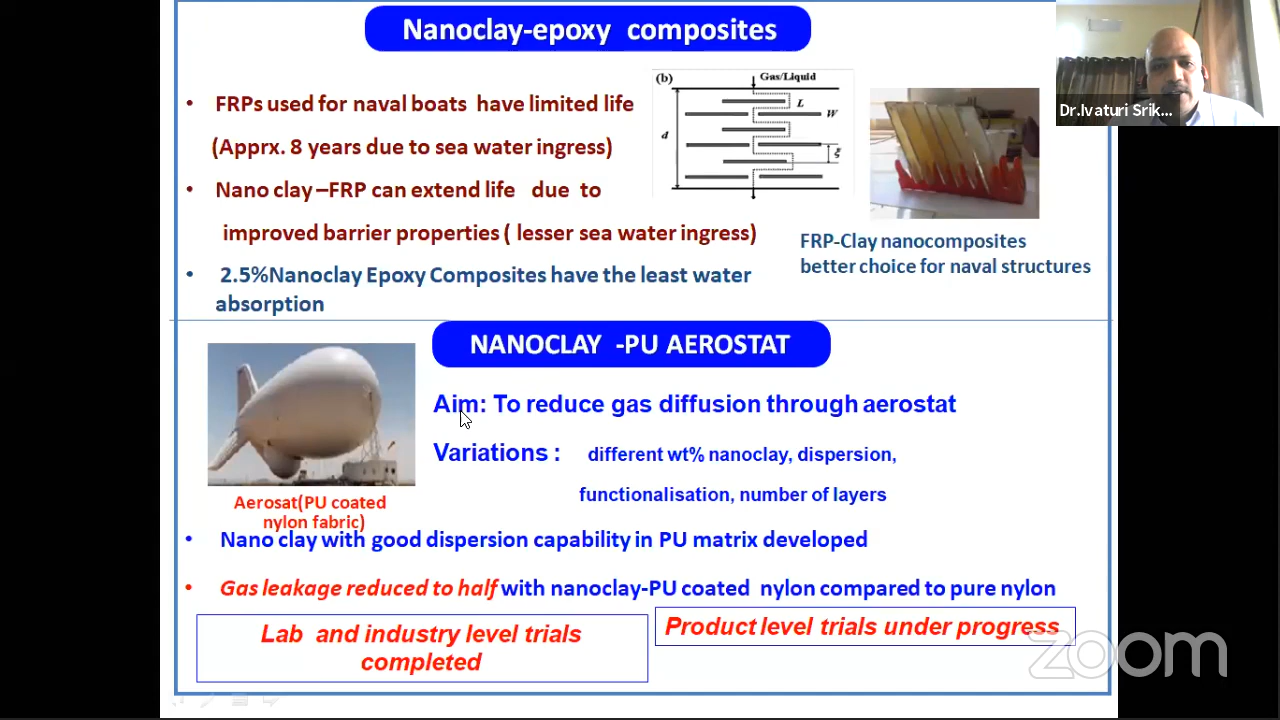 Nanoclay-epoxy composites
• FRPs used for naval boats have limited life
(Apprx. 8 years due to sea water ingress)
• Nano clay –FRP can extend life due to
improved barrier properties ( lesser sea water ingress)
• 2.5%Nanoclay Epoxy Composites have the least water
absorption
(b)
Gas/Liquid
L
W
d
ξ
Dr.Ivaturi Srik...
FRP-Clay nanocomposites
better choice for naval structures
NANOCLAY -PU AEROSTAT
Aim: To reduce gas diffusion through aerostat
Variations : different wt% nanoclay, dispersion,
functionalisation, number of layers
Aerosat(PU coated
nylon fabric)
• Nano clay with good dispersion capability in PU matrix developed
• Gas leakage reduced to half with nanoclay-PU coated nylon compared to pure nylon
Lab and industry level trials
completed
Product level trials under progress
zoom